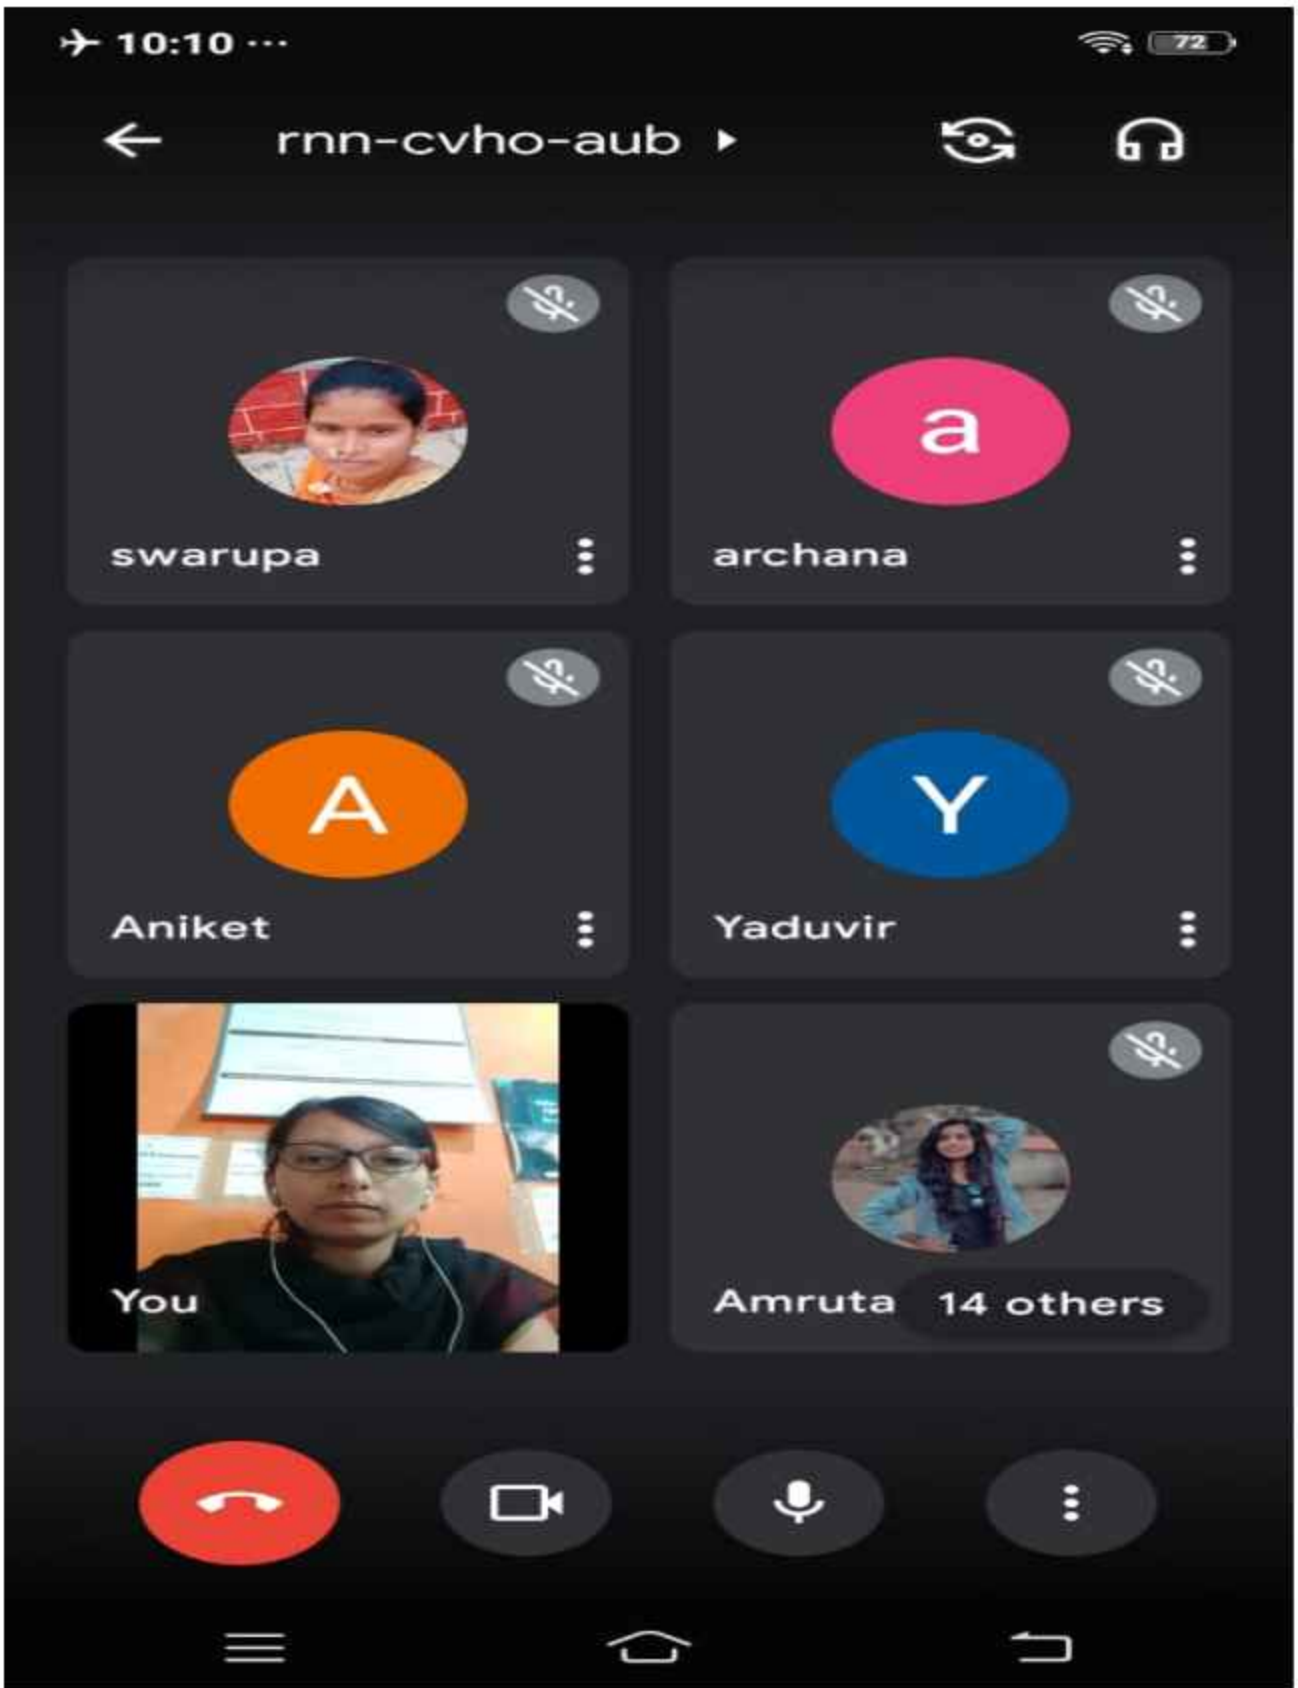 10:10 ...
72
rnn-cvho-aub
swarupa
a
archana
A
Aniket
Y
Yaduvir
You
Amruta
14 others